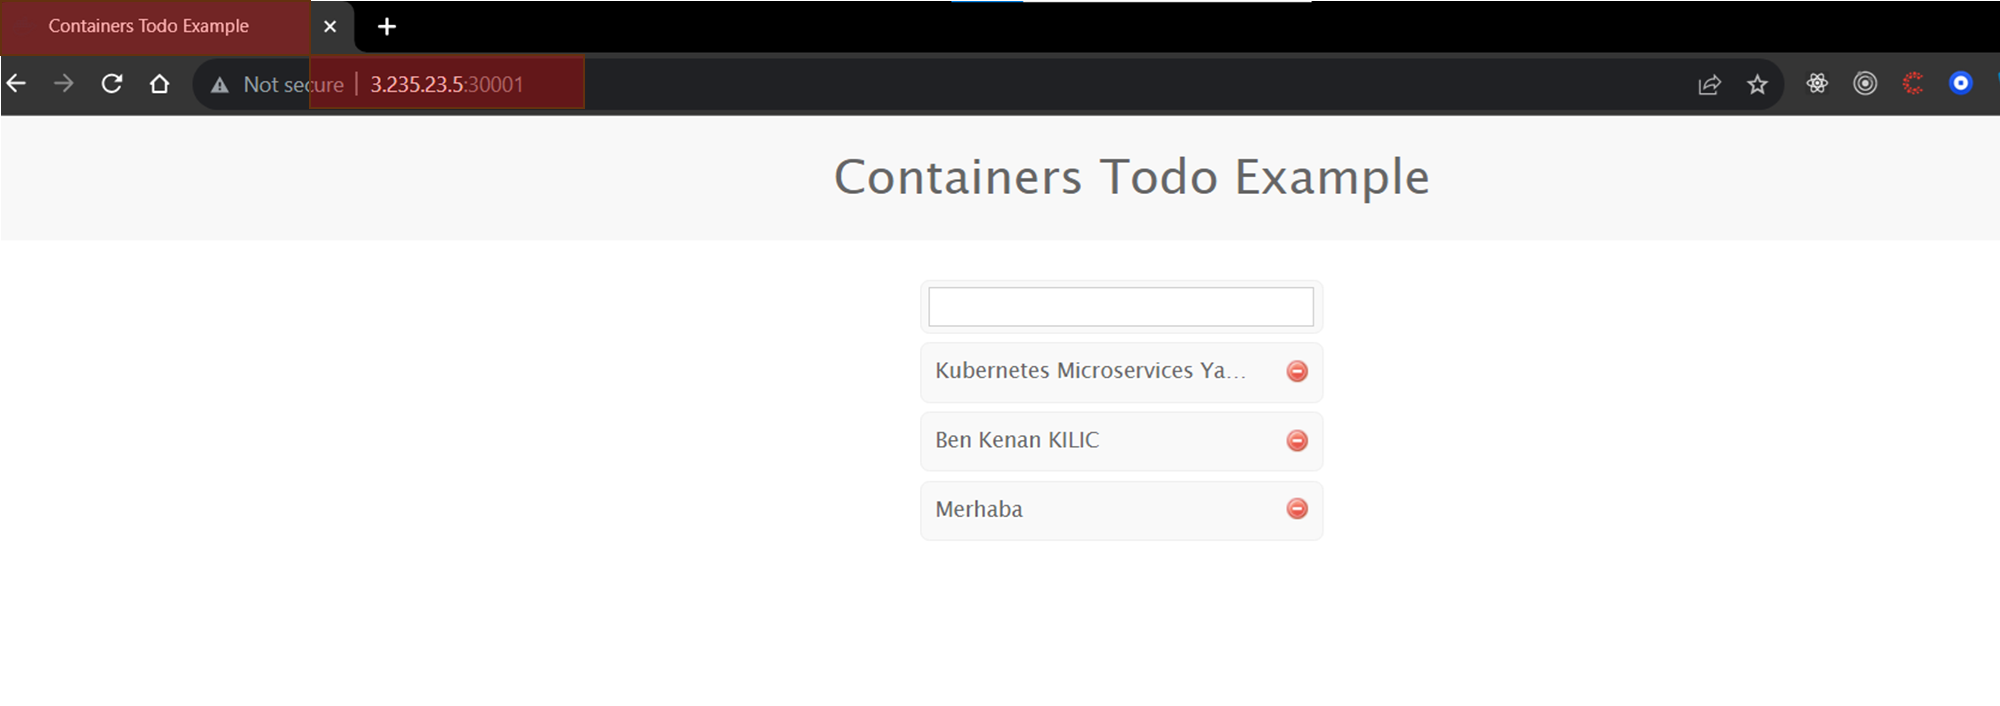 Containers Todo Example
Not secure | 3.235.23.5:30001
Containers Todo Example
Kubernetes Microservices Ya...
Ben Kenan KILIC
Merhaba